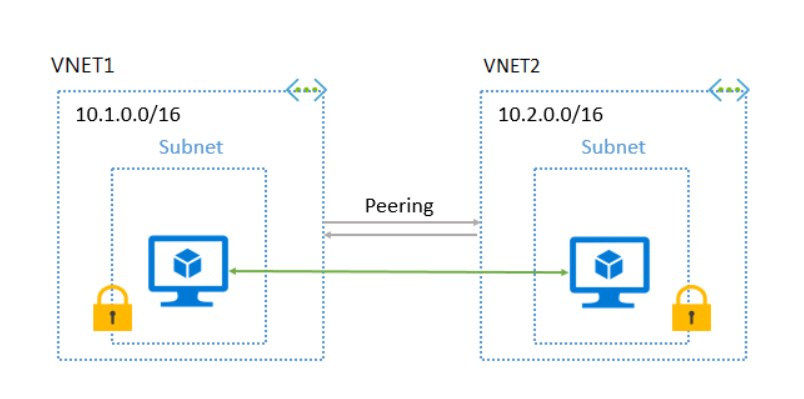 VNET1
10.1.0.0/16
Subnet
Peering
VNET2
10.2.0.0/16
Subnet